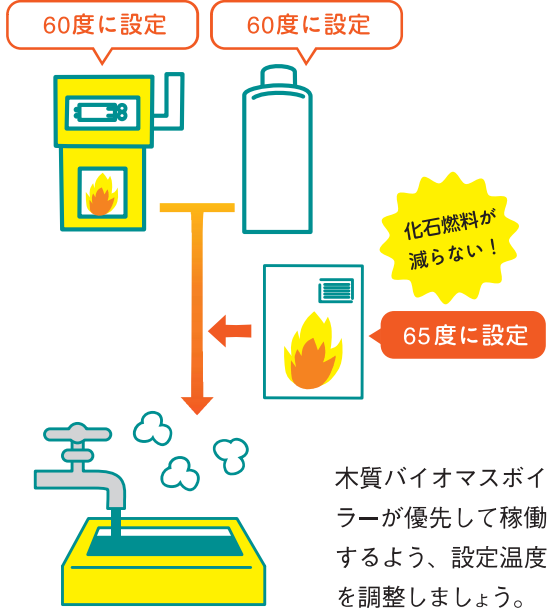 60度に設定
60度に設定
化石燃料が
減らない！
65度に設定
木質バイオマスボイ
ラーが優先して稼働
するよう、設定温度
を調整しましょう。